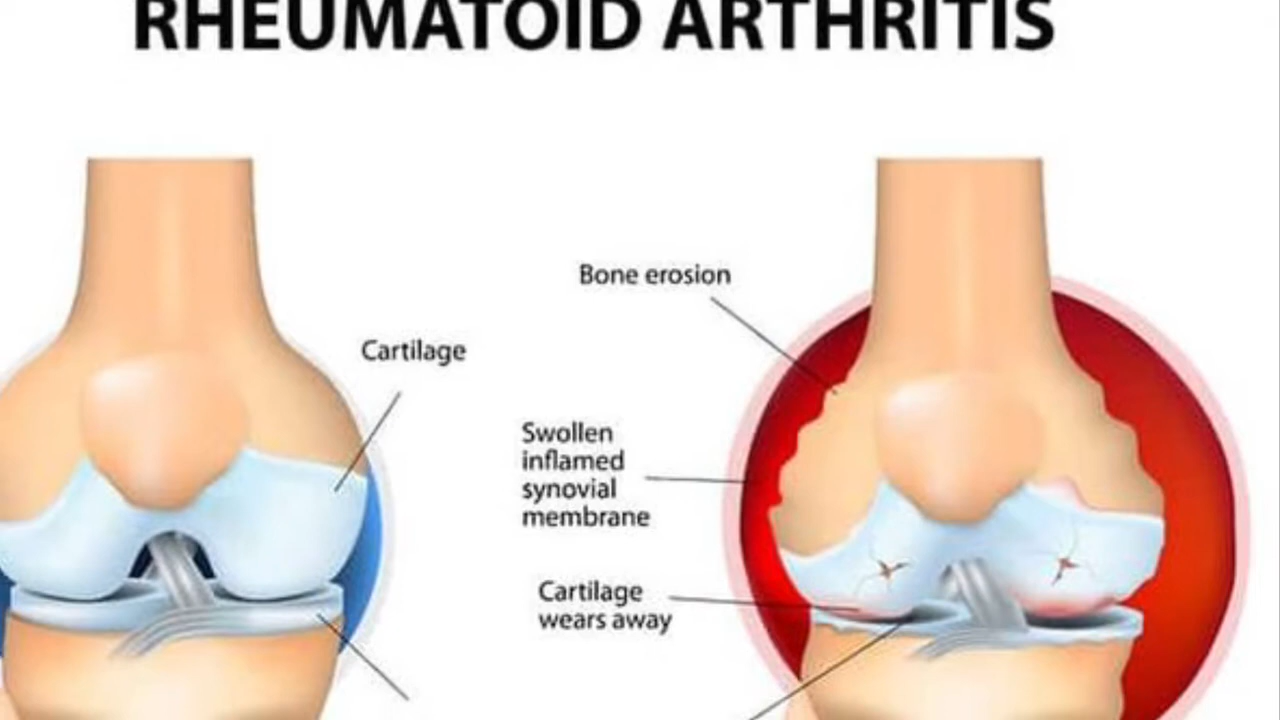 RHEUMATOID ARTHRITIS
Cartilage
Bone erosion
Swollen
inflamed
synovial
membrane
Cartilage
wears away